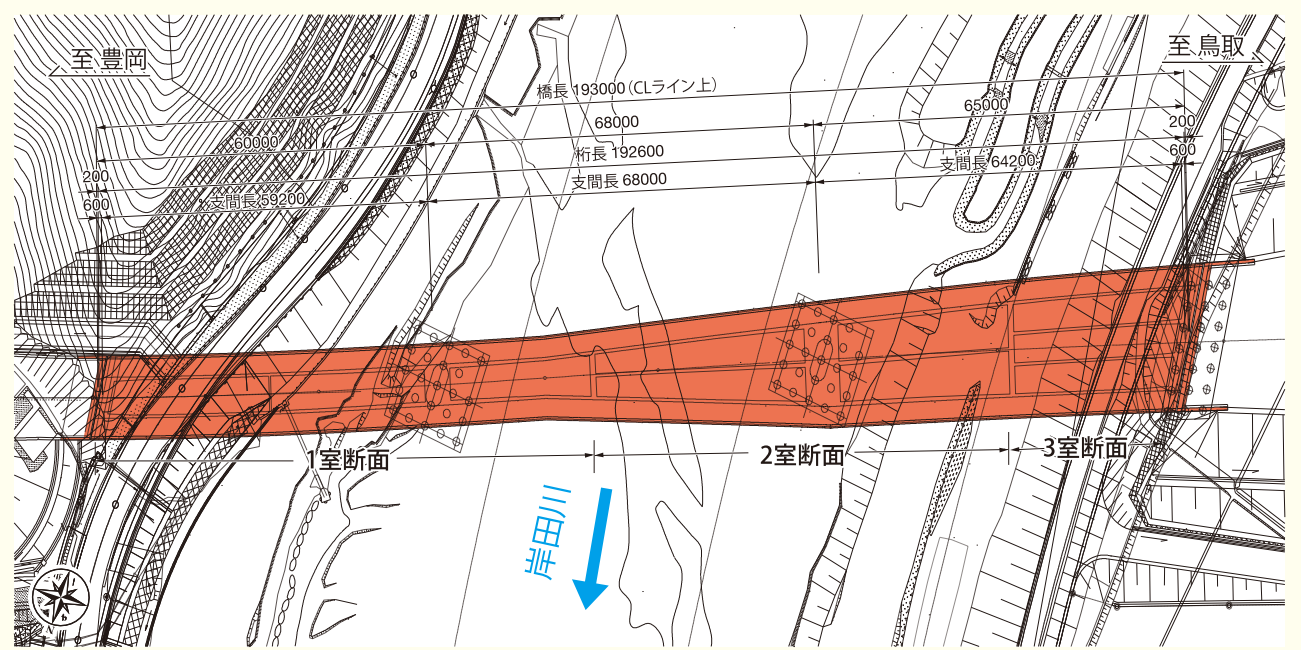 至 豊岡
至 鳥取
橋長 193000（CLライン上）
60000
68000
65000
200
桁長 192600
200
600
支間長 59200
支間長 68000
支間長 64200
600
1室断面
2室断面
3室断面
岸田川
N